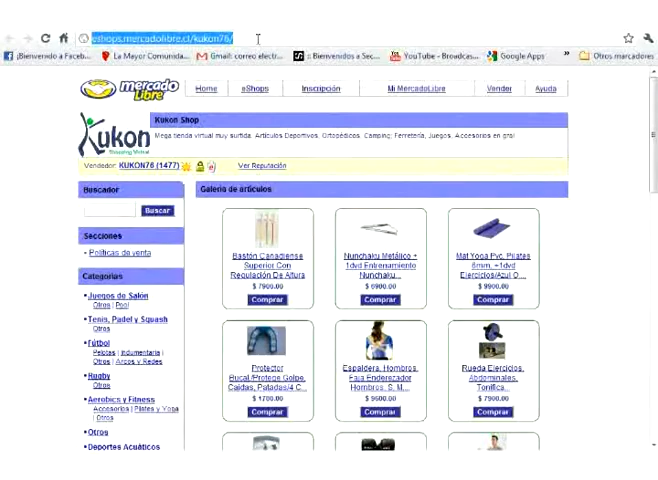 eshops.mercadolibre.cl/kukon76/
¡Bienvenido a Faceb... La Mayor Comunida... Gmail: correo electr... :: Bienvenidos a Sec... YouTube - Broadcas... Google Apps » Otros marcadores
mercado Libre
Home eShops Inscripción Mi MercadoLibre Vender Ayuda
Kukon
Shopping Virtual
Kukon Shop
Mega tienda virtual muy surtida. Artículos Deportivos, Ortopédicos, Camping, Ferretería, Juegos, Accesorios en gral
Vendedor: KUKON76 (1477) Ver Reputación
Buscador
Buscar
Secciones
Políticas de venta
Categorías
Juegos de Salón
Otros | Pool
Tenis, Padel y Squash
Otros
Fútbol
Pelotas | Indumentaria |
Otros | Arcos y Redes
Rugby
Otros
Aerobics y Fitness
Accesorios | Pilates y Yoga
| Otros
Otros
Deportes Acuáticos
Galería de artículos
Bastón Canadiense
Superior Con
Regulación De Altura
$ 7900.00
Comprar
Nunchaku Metálico +
1dvd Entrenamiento
Nunchaku...
$ 6900.00
Comprar
Mat Yoga Pvc, Pilates
6mm, +1dvd
Ejercicios/Azul O...
$ 9900.00
Comprar
Protector
Bucal/Protege Golpe,
Caidas, Patadas/4 C...
$ 1700.00
Comprar
Espaldera, Hombros,
Faja Enderezador
Hombros, S, M,...
$ 9500.00
Comprar
Rueda Ejercicios,
Abdominales,
Tonifica...
$ 7900.00
Comprar